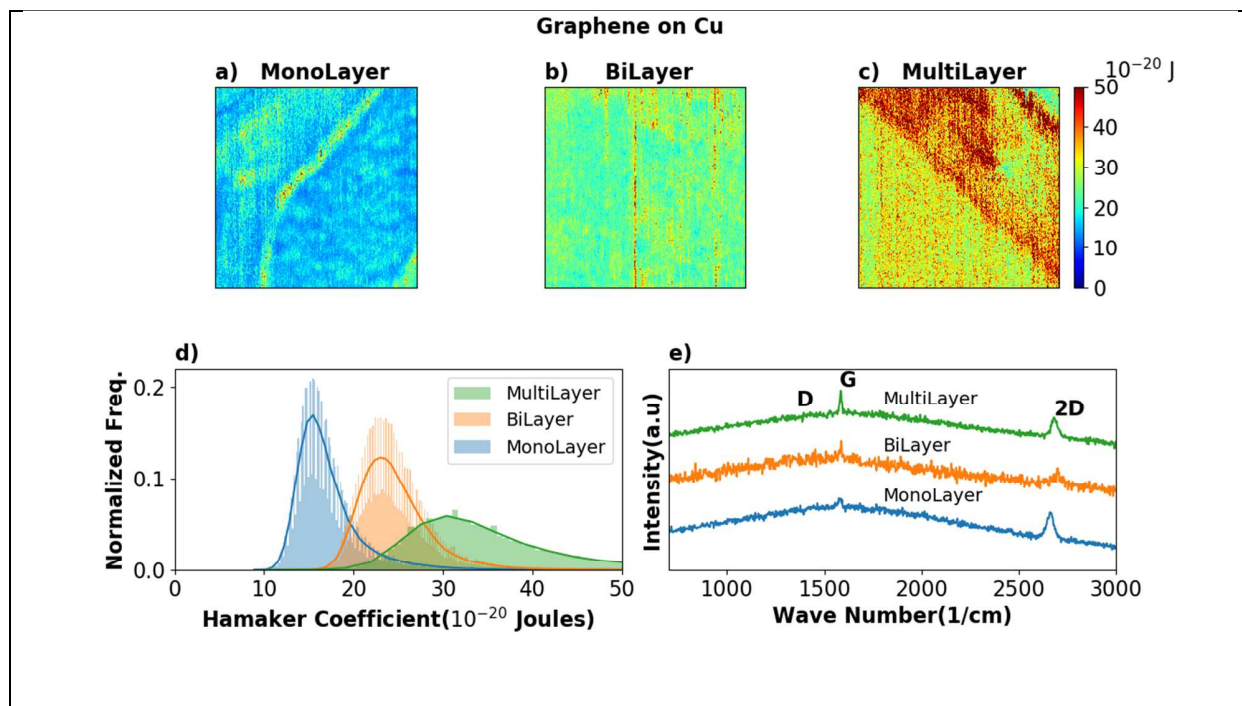 Graphene on Cu
a) MonoLayer
b) BiLayer
c) MultiLayer
10⁻²⁰ J
50
40
30
20
10
0
d)
Normalized Freq.
0.2
0.1
0.0
MultiLayer
BiLayer
MonoLayer
0 10 20 30 40 50
Hamaker Coefficient(10⁻²⁰ Joules)
e)
Intensity(a.u)
D
G
2D
MultiLayer
BiLayer
MonoLayer
1000 1500 2000 2500 3000
Wave Number(1/cm)